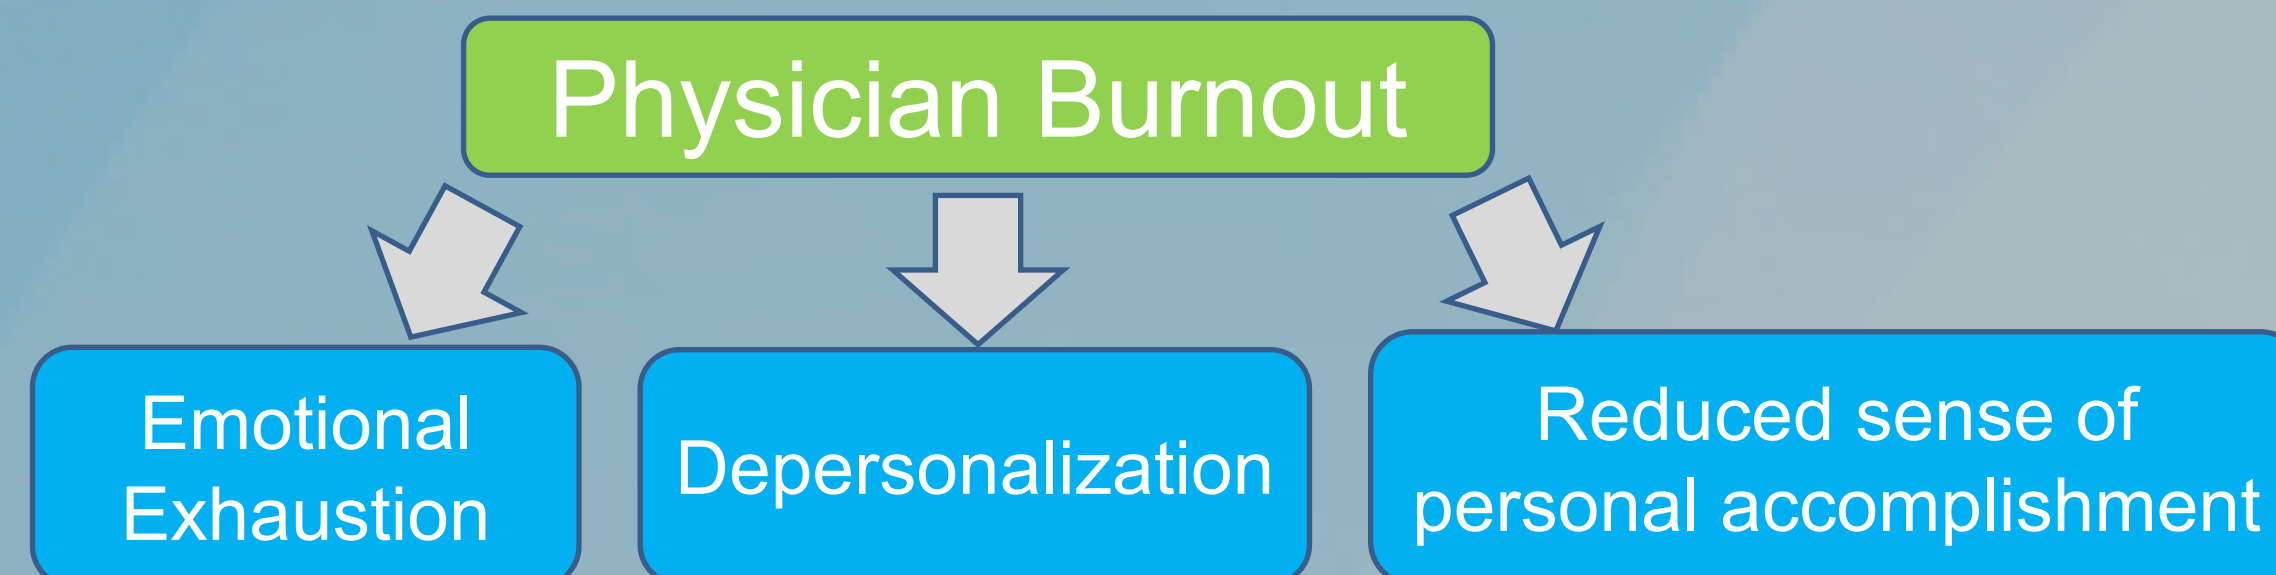 Physician Burnout
Emotional
Exhaustion
Depersonalization
Reduced sense of
personal accomplishment